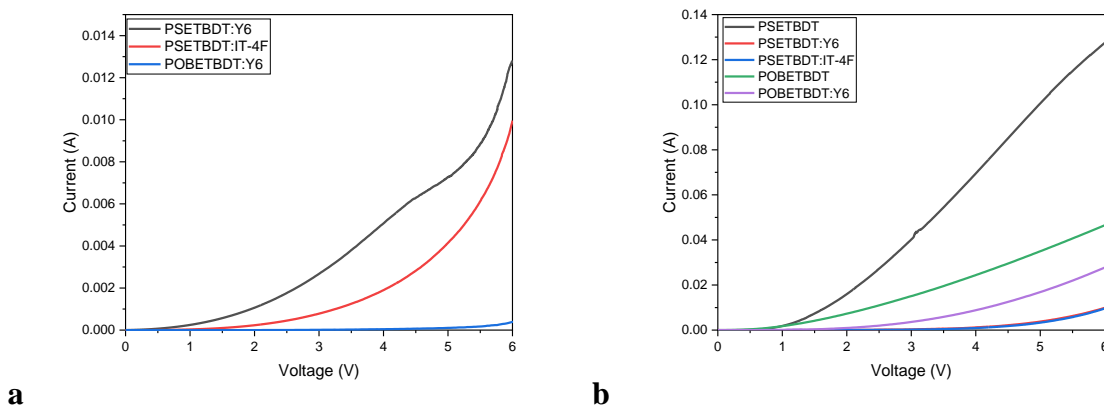 PSETBDT:Y6
PSETBDT:IT-4F
POBETBDT:Y6
0.014
0.012
0.010
0.008
0.006
0.004
0.002
0.000
Current (A)
0 1 2 3 4 5 6
Voltage (V)
a
PSETBDT
PSETBDT:Y6
PSETBDT:IT-4F
POBETBDT
POBETBDT:Y6
0.14
0.12
0.10
0.08
0.06
0.04
0.02
0.00
Current (A)
0 1 2 3 4 5 6
Voltage (V)
b